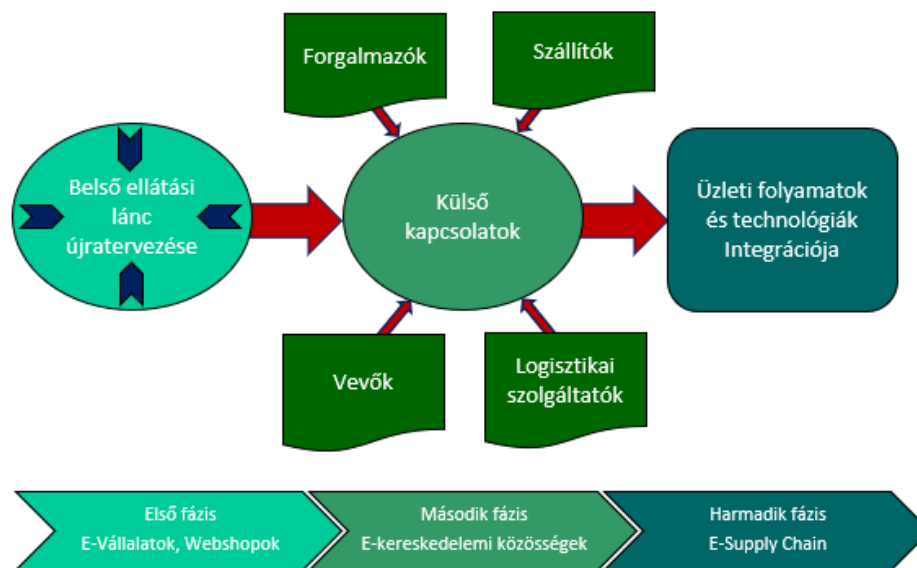 Forgalmazók
Szállítók
Belső ellátási
lánc
újratervezése
Külső
kapcsolatok
Üzleti folyamatok
és technológiák
Integrációja
Vevők
Logisztikai
szolgáltatók
Első fázis
E-Vállalatok, Webshopok
Második fázis
E-kereskedelmi közösségek
Harmadik fázis
E-Supply Chain